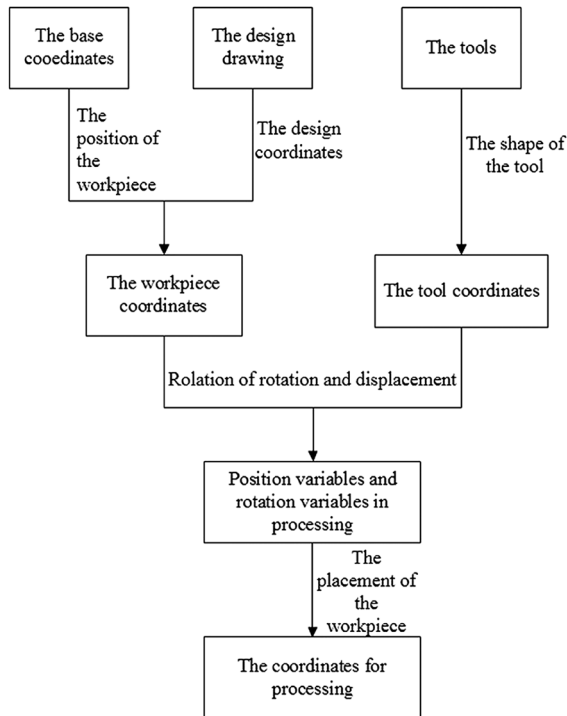 The base
cooedinates
The design
drawing
The tools
The
position of
the
workpiece
The design
coordinates
The shape of
the tool
The workpiece
coordinates
The tool coordinates
Rolation of rotation and displacement
Position variables and
rotation variables in
processing
The
placement of
the
workpiece
The coordinates for
processing